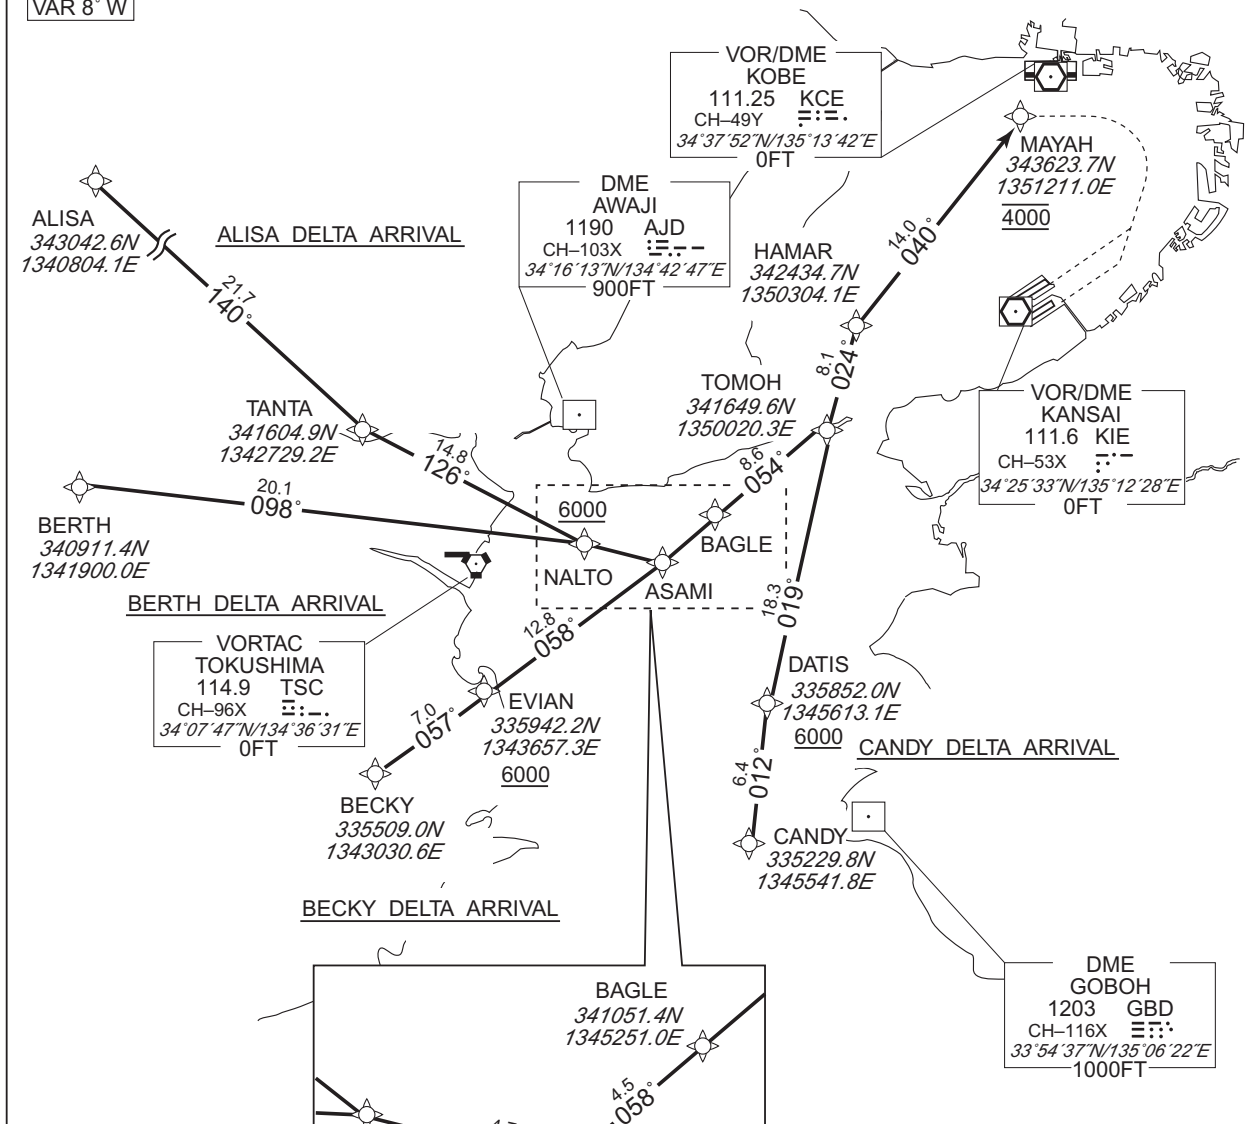 VAR 8° W
VOR/DME
KOBE
111.25 KCE
CH–49Y
34°37´52˝N/135°13´42˝E
0FT
MAYAH
343623.7N
1351211.0E
4000
DME
AWAJI
1190 AJD
CH–103X
34°16´13˝N/134°42´47˝E
900FT
ALISA
343042.6N
1340804.1E
ALISA DELTA ARRIVAL
21.7
140°
HAMAR
342434.7N
1350304.1E
14.0
040°
8.1
024°
TOMOH
341649.6N
1350020.3E
VOR/DME
KANSAI
111.6 KIE
CH–53X
34°25´33˝N/135°12´28˝E
0FT
TANTA
341604.9N
1342729.2E
14.8
126°
8.6
054°
20.1
098°
BERTH
340911.4N
1341900.0E
6000
NALTO
BAGLE
ASAMI
BERTH DELTA ARRIVAL
VORTAC
TOKUSHIMA
114.9 TSC
CH–96X
34°07´47˝N/134°36´31˝E
0FT
12.8
058°
18.3
019°
EVIAN
335942.2N
1343657.3E
6000
7.0
057°
DATIS
335852.0N
1345613.1E
6000
CANDY DELTA ARRIVAL
6.4
012°
BECKY
335509.0N
1343030.6E
CANDY
335229.8N
1345541.8E
BECKY DELTA ARRIVAL
DME
GOBOH
1203 GBD
CH–116X
33°54´37˝N/135°06´22˝E
1000FT
BAGLE
341051.4N
1345251.0E
4.5
058°